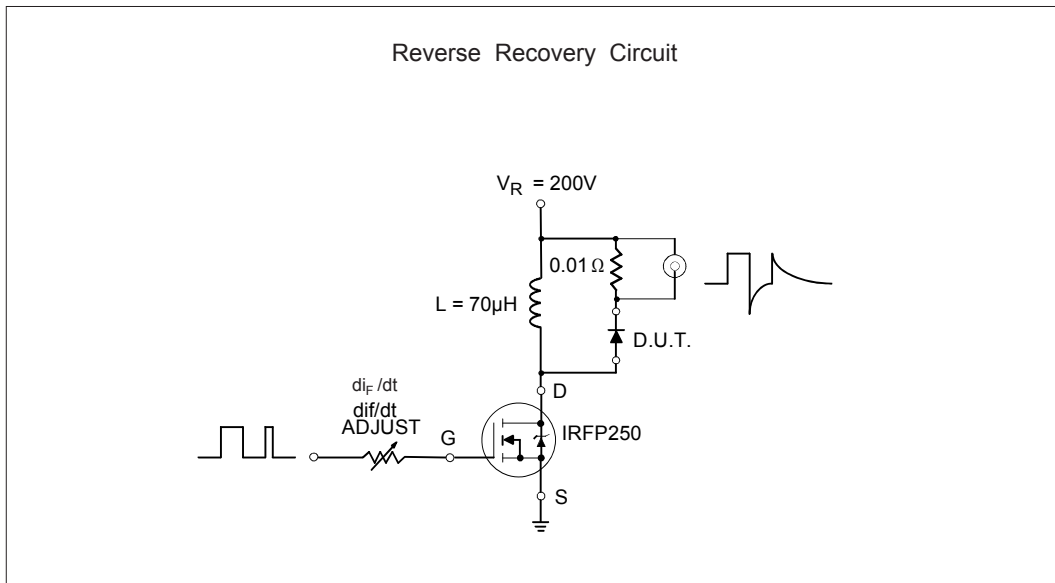 Reverse Recovery Circuit
V_R = 200V
0.01 Ω
L = 70µH
D.U.T.
di_F /dt
dif/dt
ADJUST
D
G
IRFP250
S